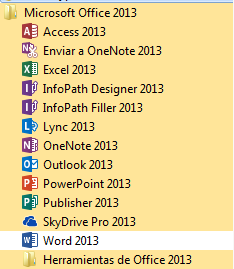 Microsoft Office 2013
Access 2013
Enviar a OneNote 2013
Excel 2013
InfoPath Designer 2013
InfoPath Filler 2013
Lync 2013
OneNote 2013
Outlook 2013
PowerPoint 2013
Publisher 2013
SkyDrive Pro 2013
Word 2013
Herramientas de Office 2013